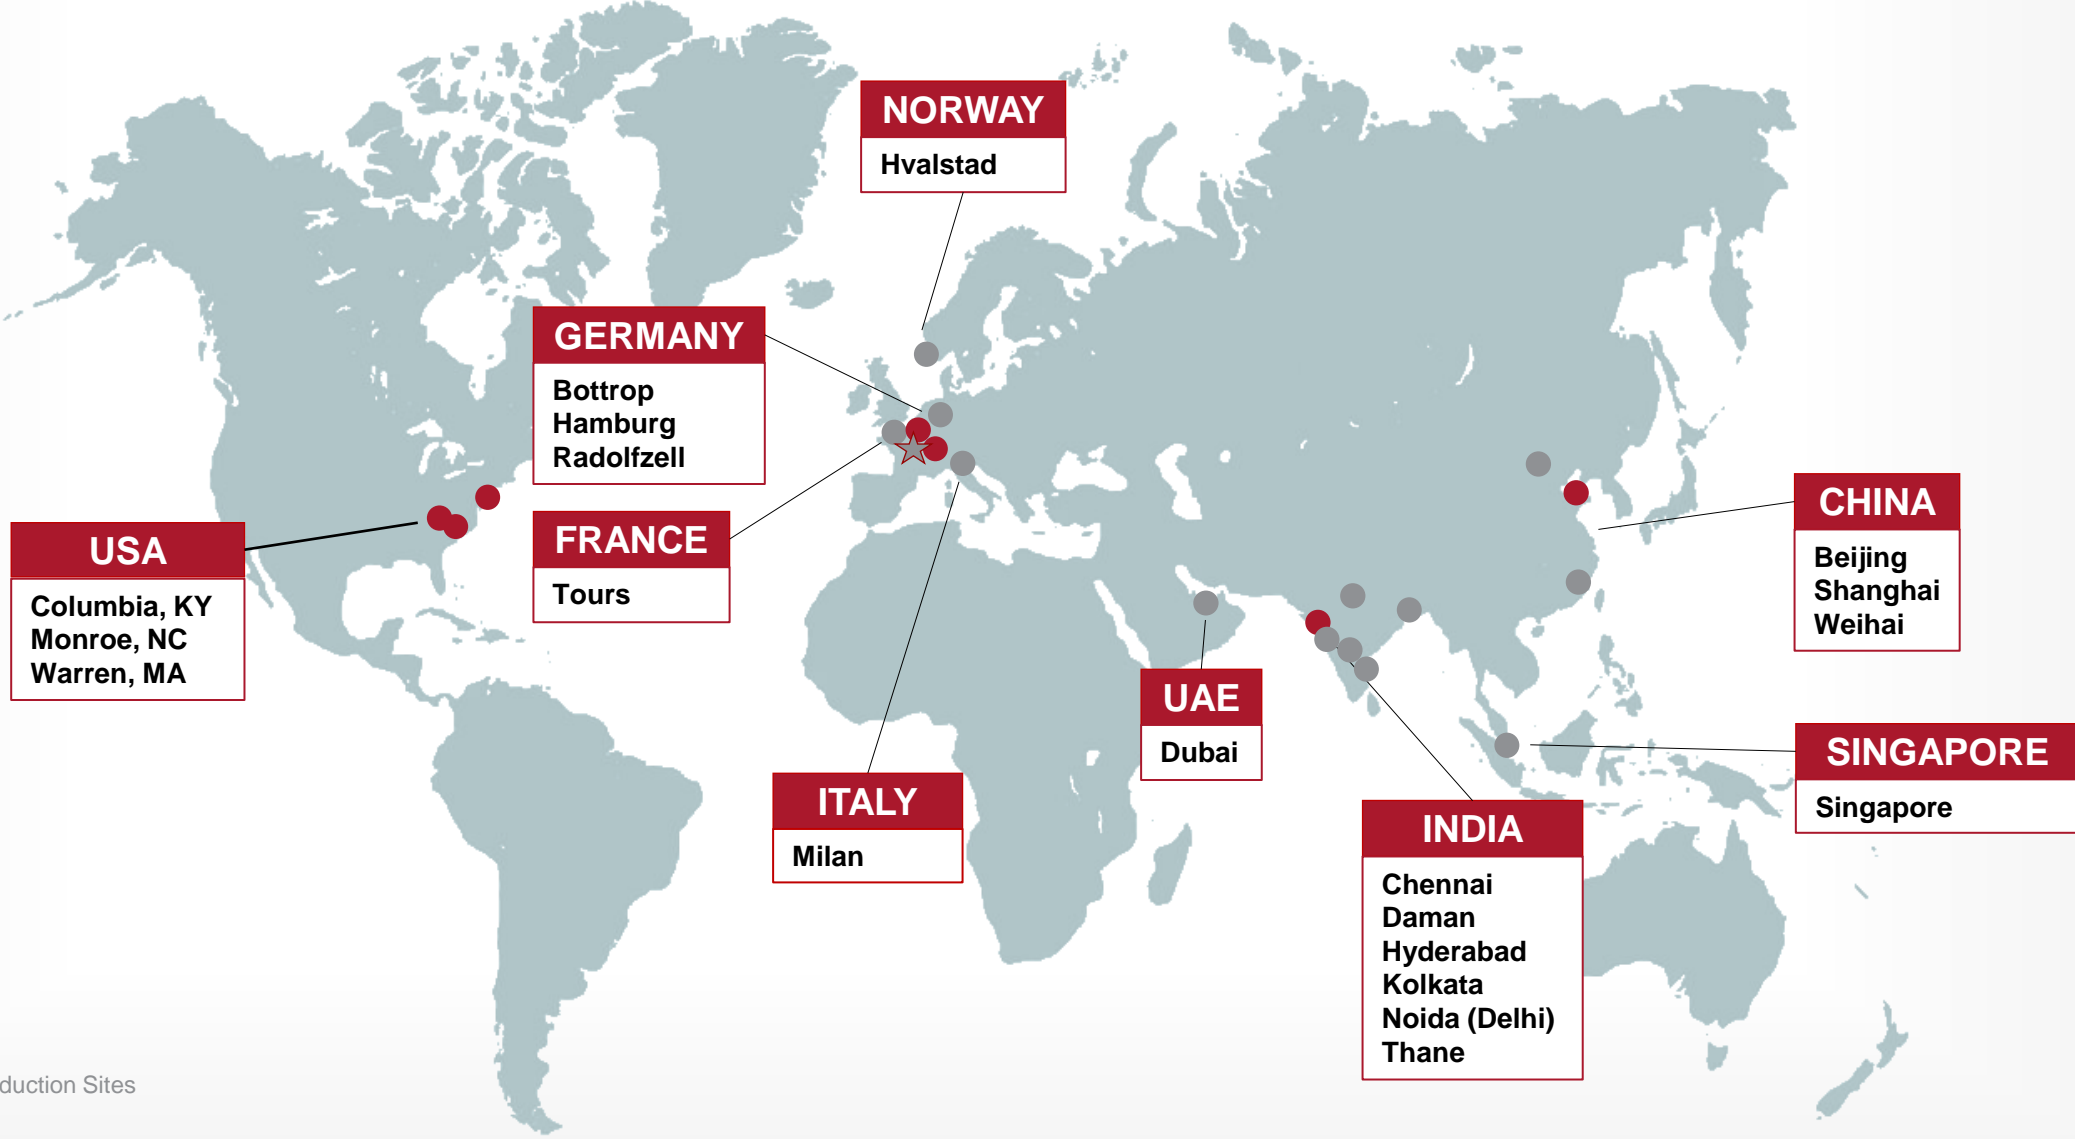 NORWAY
Hvalstad
GERMANY
Bottrop
Hamburg
Radolfzell
FRANCE
Tours
USA
Columbia, KY
Monroe, NC
Warren, MA
ITALY
Milan
UAE
Dubai
INDIA
Chennai
Daman
Hyderabad
Kolkata
Noida (Delhi)
Thane
CHINA
Beijing
Shanghai
Weihai
SINGAPORE
Singapore
duction Sites